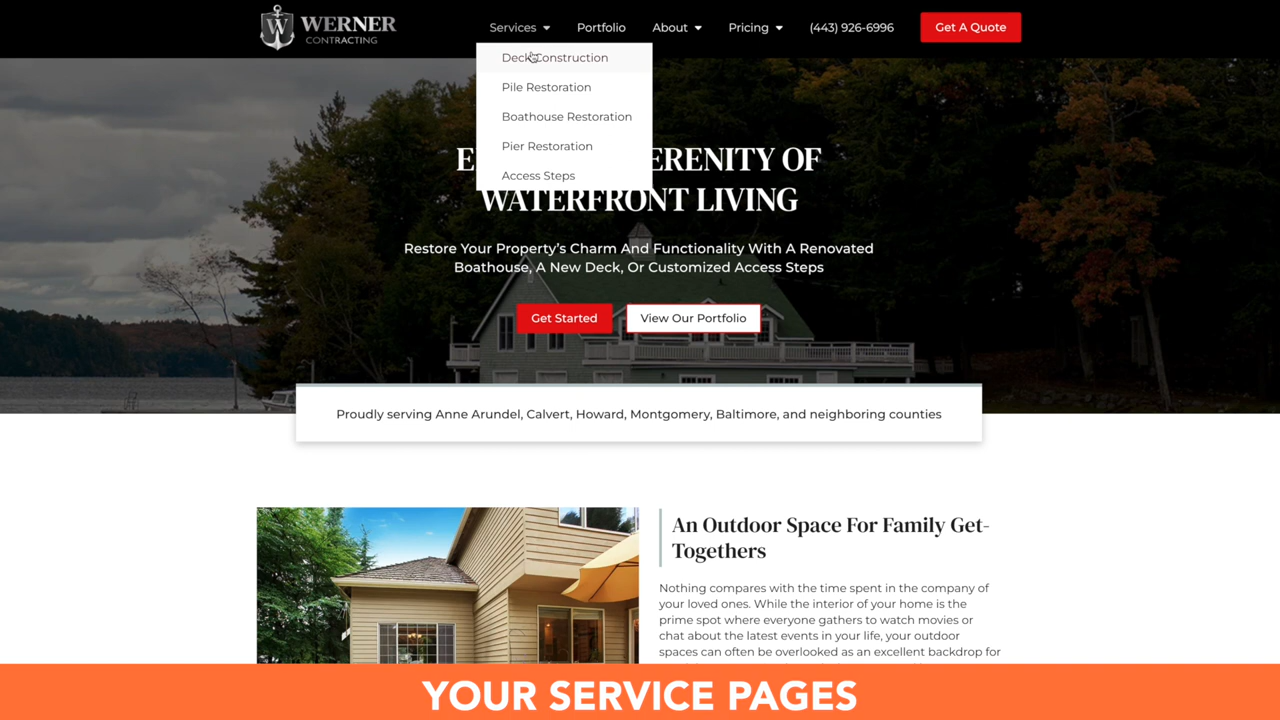 WERNER
CONTRACTING
Services
Portfolio
About
Pricing
(443) 926-6996
Get A Quote
Deck Construction
Pile Restoration
Boathouse Restoration
Pier Restoration
Access Steps
ERENITY OF
WATERFRONT LIVING
Restore Your Property's Charm And Functionality With A Renovated
Boathouse, A New Deck, Or Customized Access Steps
Get Started
View Our Portfolio
Proudly serving Anne Arundel, Calvert, Howard, Montgomery, Baltimore, and neighboring counties
An Outdoor Space For Family Get-
Togethers
Nothing compares with the time spent in the company of
your loved ones. While the interior of your home is the
prime spot where everyone gathers to watch movies or
chat about the latest events in your life, your outdoor
spaces can often be overlooked as an excellent backdrop for
YOUR SERVICE PAGES